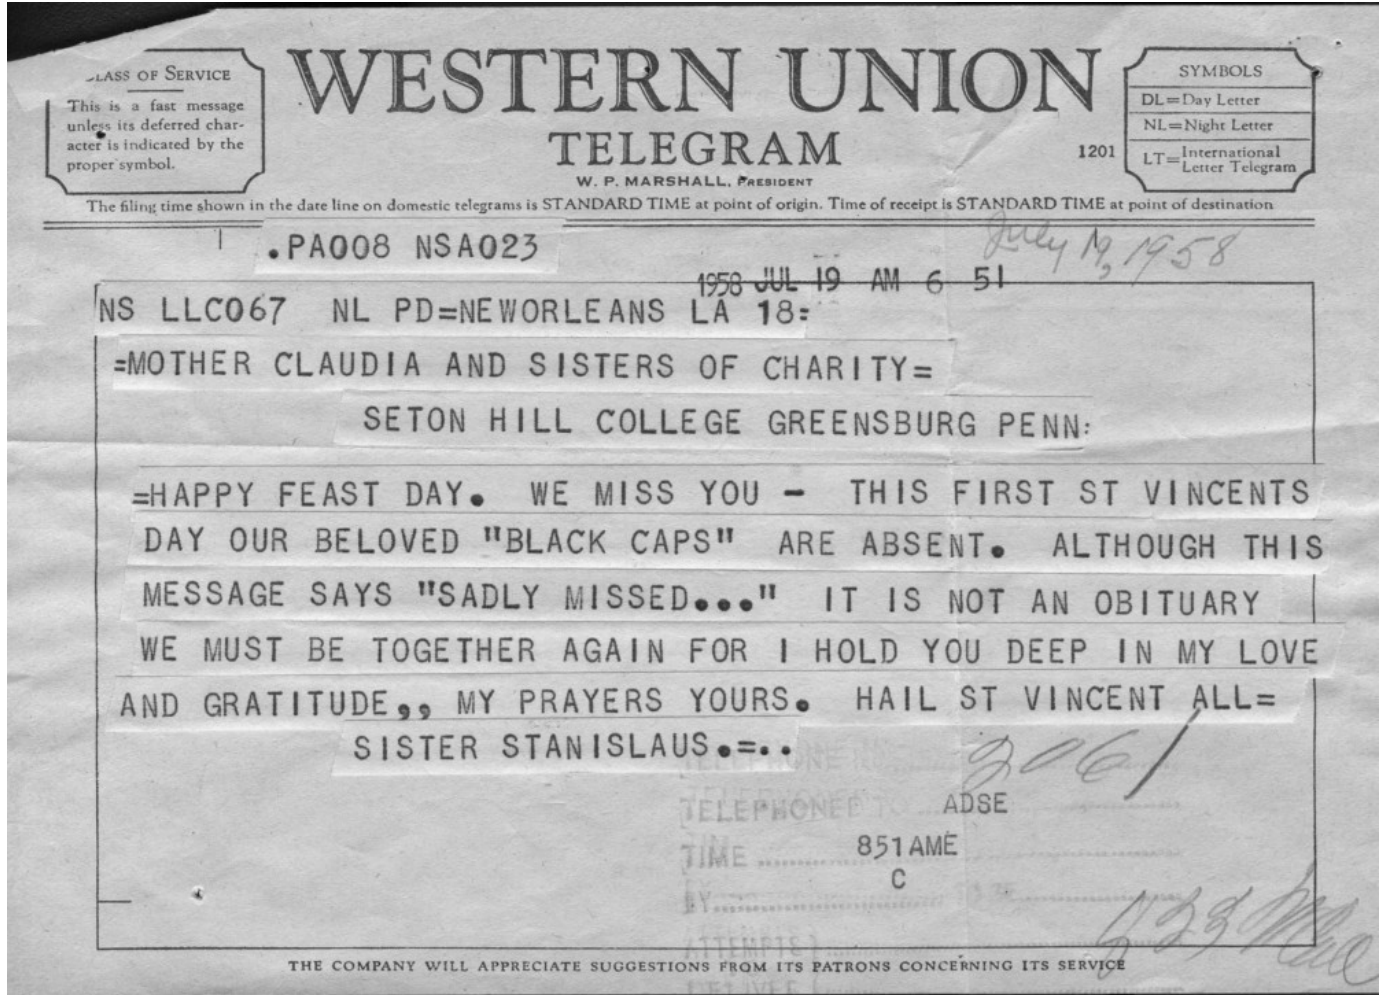 CLASS OF SERVICE
This is a fast message
unless its deferred char-
acter is indicated by the
proper symbol.
WESTERN UNION
TELEGRAM
W. P. MARSHALL, PRESIDENT
1201
SYMBOLS
DL=Day Letter
NL=Night Letter
LT=International Letter Telegram
The filing time shown in the date line on domestic telegrams is STANDARD TIME at point of origin. Time of receipt is STANDARD TIME at point of destination
.PA008 NSA023
July 19, 1958
1958 JUL 19 AM 6 51
NS LLC067 NL PD=NEWORLEANS LA 18=
=MOTHER CLAUDIA AND SISTERS OF CHARITY=
SETON HILL COLLEGE GREENSBURG PENN:
=HAPPY FEAST DAY. WE MISS YOU - THIS FIRST ST VINCENTS
DAY OUR BELOVED "BLACK CAPS" ARE ABSENT. ALTHOUGH THIS
MESSAGE SAYS "SADLY MISSED..." IT IS NOT AN OBITUARY
WE MUST BE TOGETHER AGAIN FOR I HOLD YOU DEEP IN MY LOVE
AND GRATITUDE,, MY PRAYERS YOURS. HAIL ST VINCENT ALL=
SISTER STANISLAUS.=..
TELEPHONE NO. 2061
TELEPHONED TO ADSE
TIME 851AME
BY C
ATTEMPTS
THE COMPANY WILL APPRECIATE SUGGESTIONS FROM ITS PATRONS CONCERNING ITS SERVICE